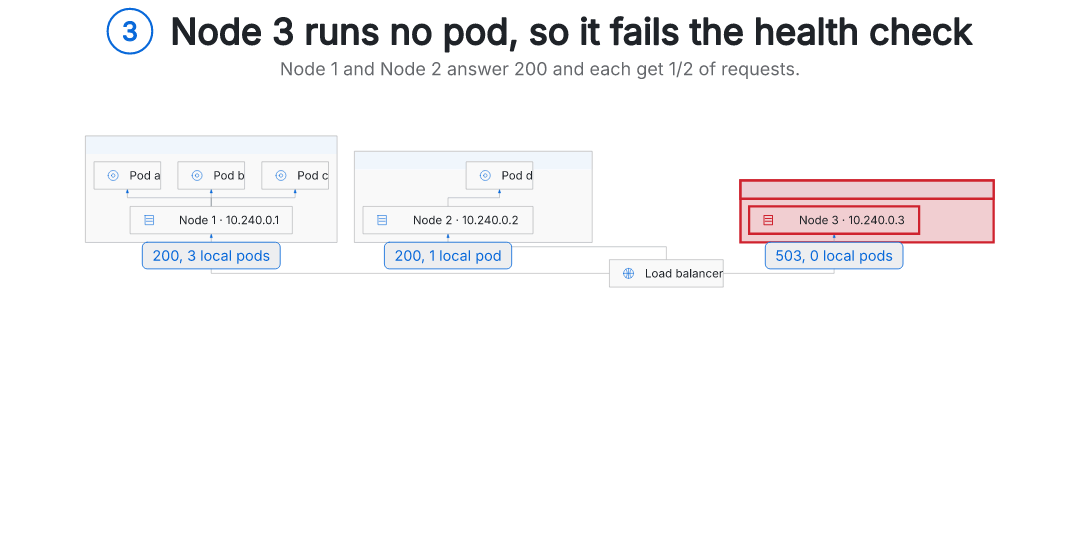 3
Node 3 runs no pod, so it fails the health check
Node 1 and Node 2 answer 200 and each get 1/2 of requests.
Pod a
Pod b
Pod c
Node 1 · 10.240.0.1
200, 3 local pods
Pod d
Node 2 · 10.240.0.2
200, 1 local pod
Load balancer
Node 3 · 10.240.0.3
503, 0 local pods